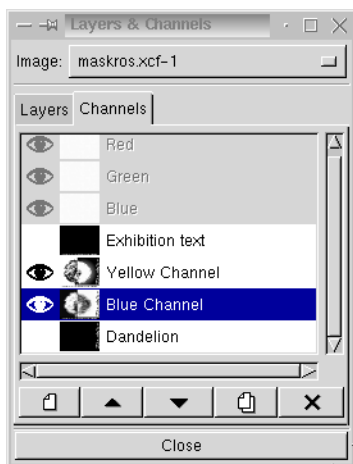 Layers & Channels
Image: maskros.xcf-1
Layers Channels
Red
Green
Blue
Exhibition text
Yellow Channel
Blue Channel
Dandelion
Close